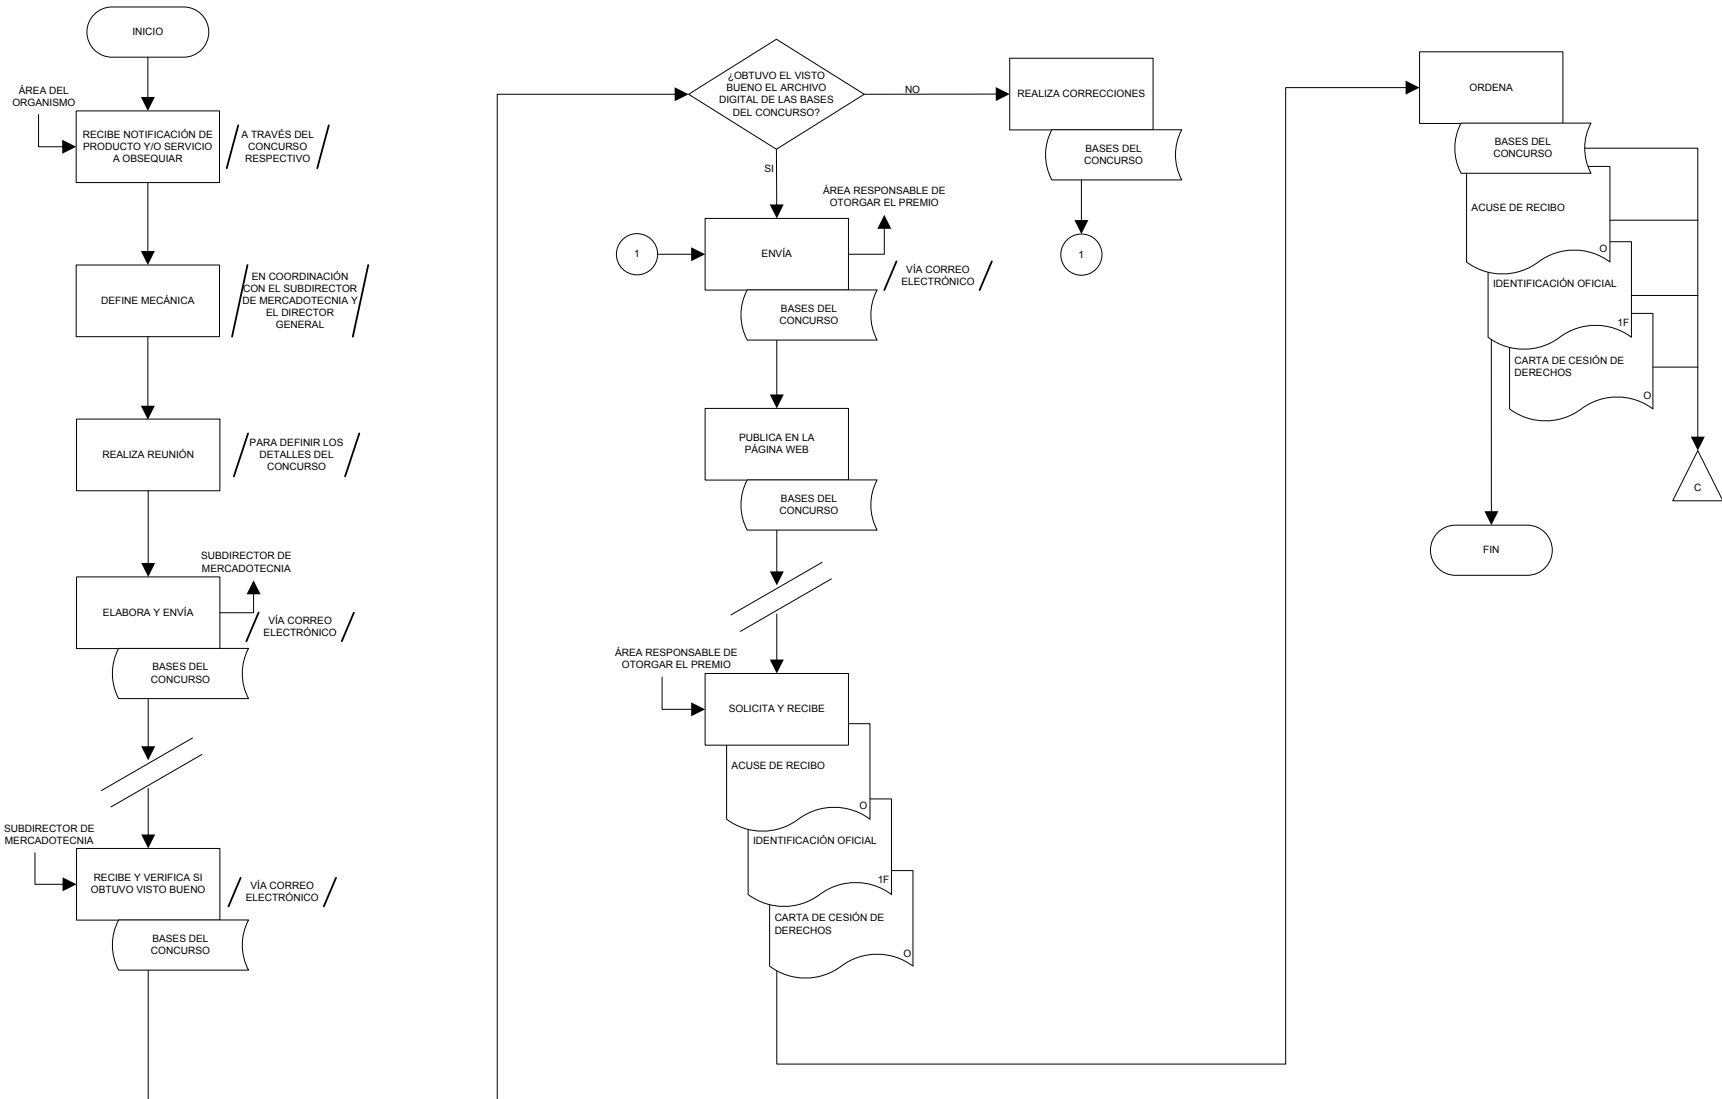 INICIO
ÁREA DEL
ORGANISMO
RECIBE NOTIFICACIÓN DE
PRODUCTO Y/O SERVICIO
A OBSEQUIAR
A TRAVÉS DEL
CONCURSO
RESPECTIVO
DEFINE MECÁNICA
EN COORDINACIÓN
CON EL SUBDIRECTOR
DE MERCADOTECNIA Y
EL DIRECTOR
GENERAL
REALIZA REUNIÓN
PARA DEFINIR LOS
DETALLES DEL
CONCURSO
SUBDIRECTOR DE
MERCADOTECNIA
ELABORA Y ENVÍA
VÍA CORREO
ELECTRÓNICO
BASES DEL
CONCURSO
SUBDIRECTOR DE
MERCADOTECNIA
RECIBE Y VERIFICA SI
OBTUVO VISTO BUENO
VÍA CORREO
ELECTRÓNICO
BASES DEL
CONCURSO
¿OBTUVO EL VISTO
BUENO EL ARCHIVO
DIGITAL DE LAS BASES
DEL CONCURSO?
NO
REALIZA CORRECCIONES
BASES DEL
CONCURSO
1
SI
ÁREA RESPONSABLE DE
OTORGAR EL PREMIO
1
ENVÍA
VÍA CORREO
ELECTRÓNICO
BASES DEL
CONCURSO
PUBLICA EN LA
PÁGINA WEB
BASES DEL
CONCURSO
ÁREA RESPONSABLE DE
OTORGAR EL PREMIO
SOLICITA Y RECIBE
ACUSE DE RECIBO
O
IDENTIFICACIÓN OFICIAL
1F
CARTA DE CESIÓN DE
DERECHOS
O
ORDENA
BASES DEL
CONCURSO
ACUSE DE RECIBO
O
IDENTIFICACIÓN OFICIAL
1F
CARTA DE CESIÓN DE
DERECHOS
O
C
FIN